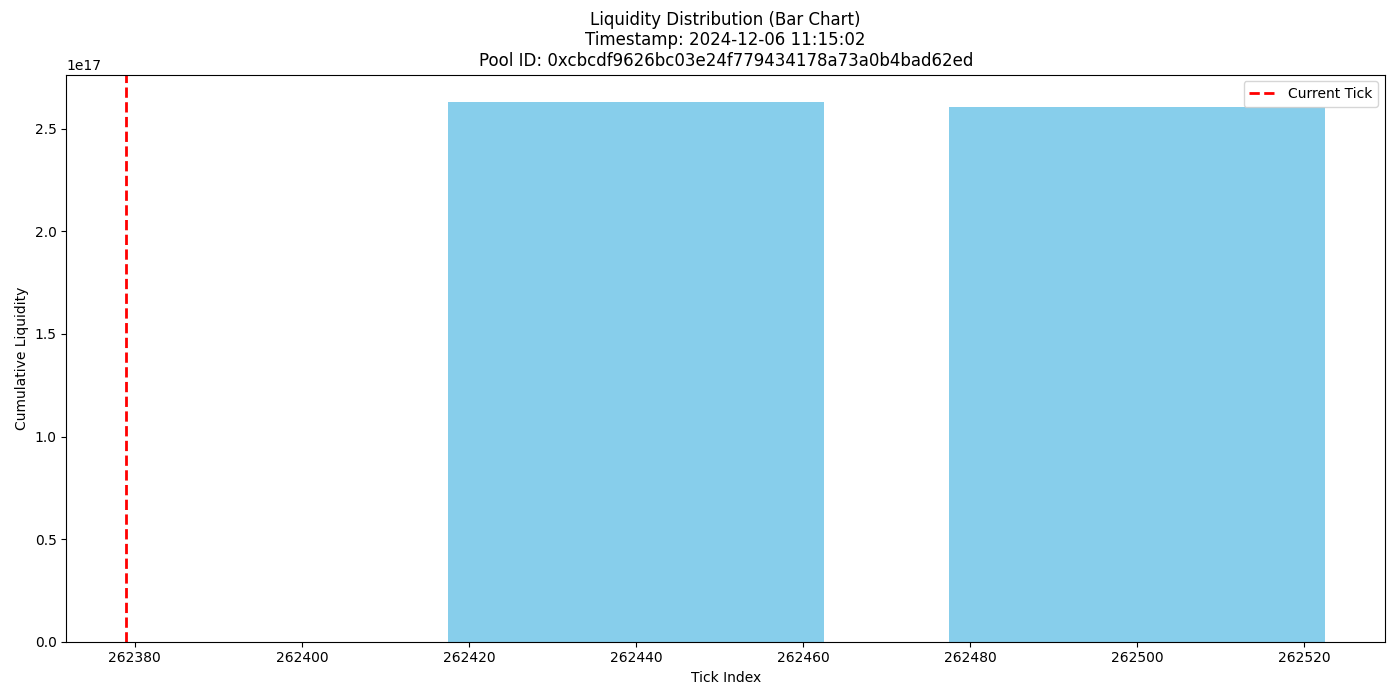 Liquidity Distribution (Bar Chart)
Timestamp: 2024-12-06 11:15:02
Pool ID: 0xcbcdf9626bc03e24f779434178a73a0b4bad62ed
1e17
Current Tick
2.5
2.0
1.5
1.0
0.5
0.0
Cumulative Liquidity
262380 262400 262420 262440 262460 262480 262500 262520
Tick Index